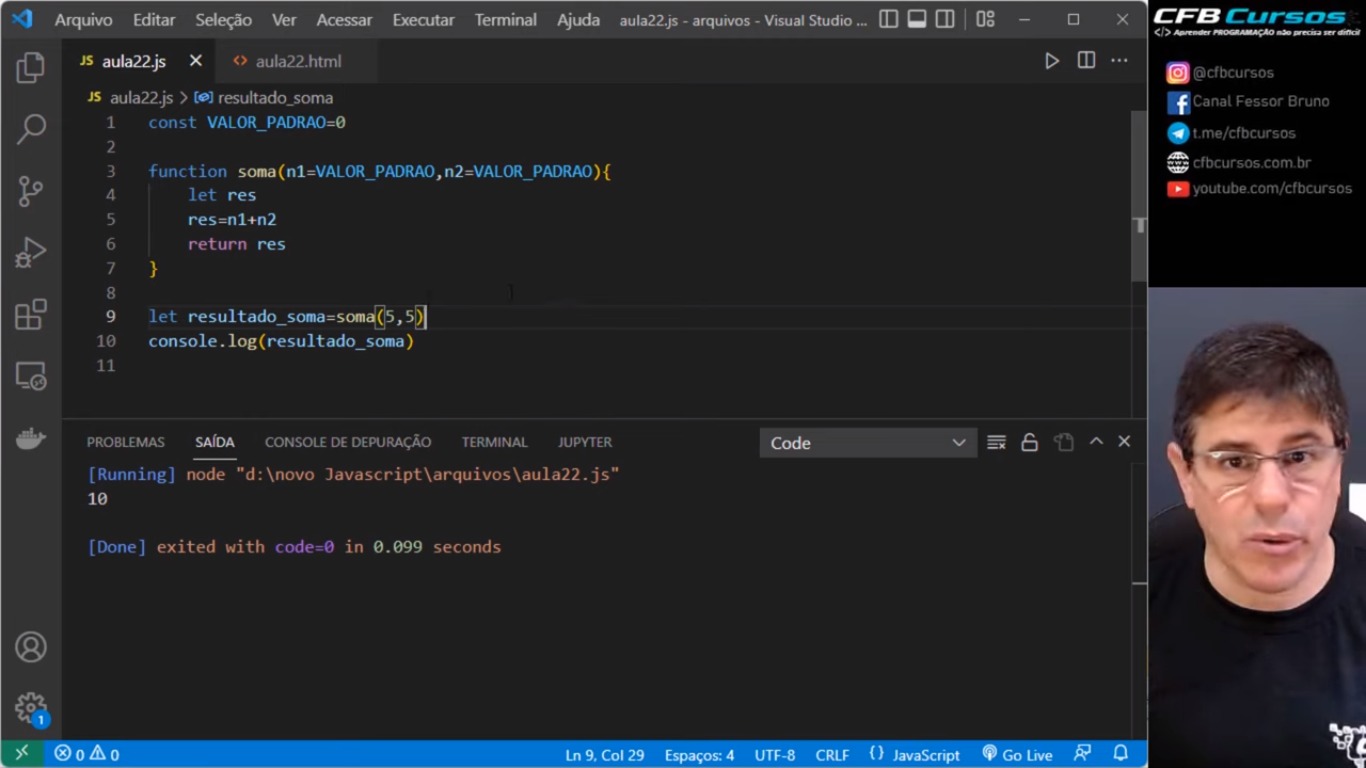 Arquivo Editar Seleção Ver Acessar Executar Terminal Ajuda aula22.js - arquivos - Visual Studio ...
JS aula22.js aula22.html
JS aula22.js > resultado_soma
1 const VALOR_PADRAO=0
2
3 function soma(n1=VALOR_PADRAO,n2=VALOR_PADRAO){
4 let res
5 res=n1+n2
6 return res
7 }
8
9 let resultado_soma=soma(5,5)
10 console.log(resultado_soma)
11
PROBLEMAS SAÍDA CONSOLE DE DEPURAÇÃO TERMINAL JUPYTER Code
[Running] node "d:\novo Javascript\arquivos\aula22.js"
10
[Done] exited with code=0 in 0.099 seconds
1
0 0 Ln 9, Col 29 Espaços: 4 UTF-8 CRLF {} JavaScript Go Live
CFB Cursos
</> Aprender PROGRAMAÇÃO não precisa ser difícil
@cfbcursos
Canal Fessor Bruno
t.me/cfbcursos
cfbcursos.com.br
youtube.com/cfbcursos